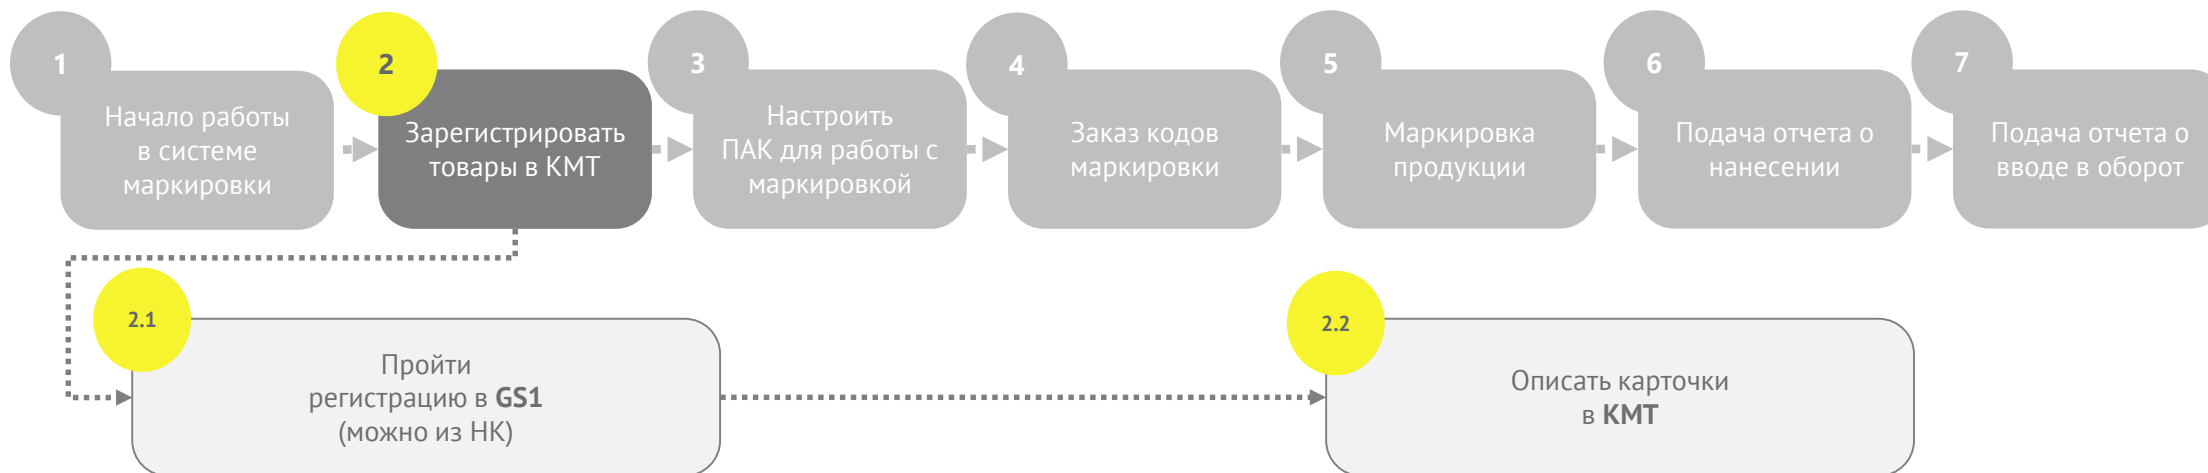 1
Начало работы
в системе
маркировки
2
Зарегистрировать
товары в КМТ
3
Настроить
ПАК для работы с
маркировкой
4
Заказ кодов
маркировки
5
Маркировка
продукции
6
Подача отчета о
нанесении
7
Подача отчета о
вводе в оборот
2.1
Пройти
регистрацию в GS1
(можно из НК)
2.2
Описать карточки
в КМТ